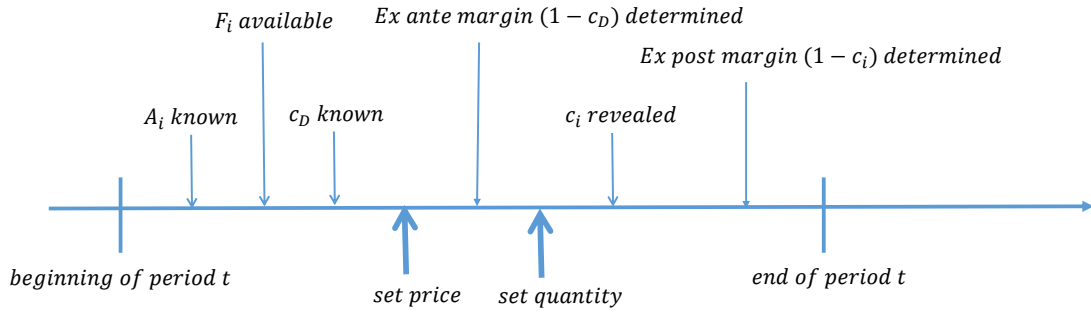 F_i available
Ex ante margin (1 − c_D) determined
Ex post margin (1 − c_i) determined
A_i known
c_D known
c_i revealed
beginning of period t
set price
set quantity
end of period t